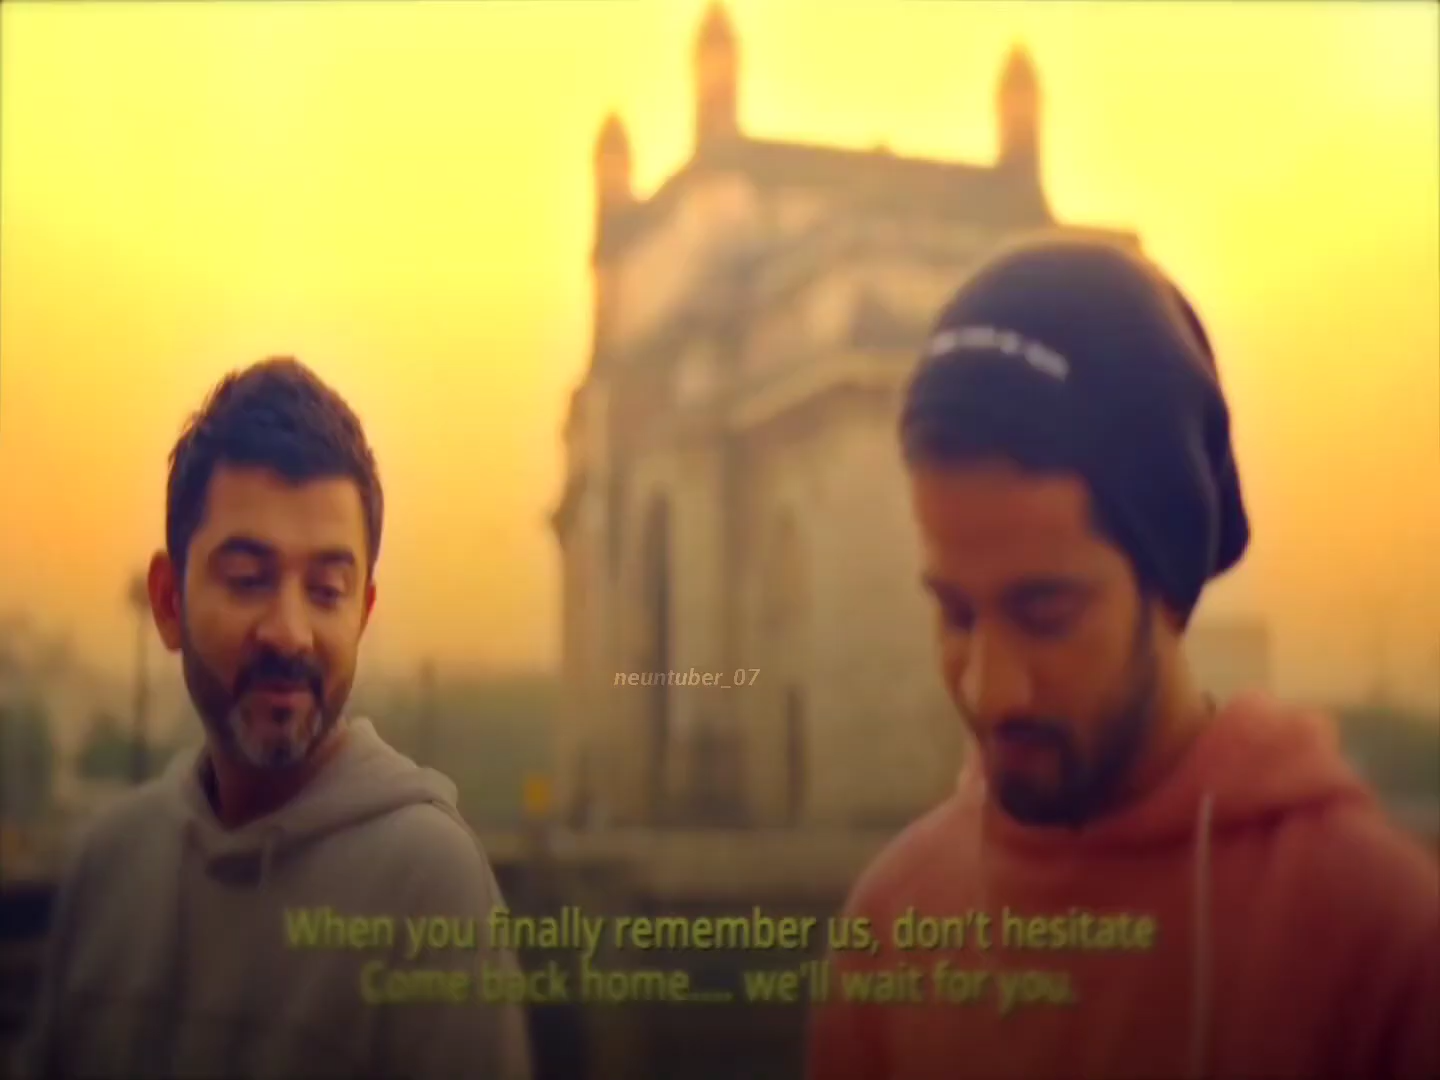 neuntuber_07
When you finally remember us, don't hesitate
Come back home.... we'll wait for you.